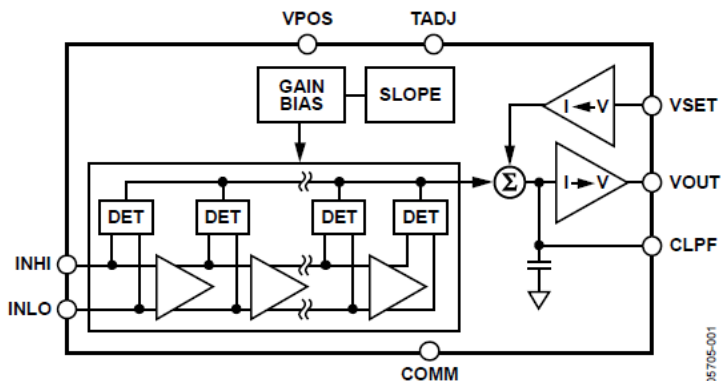 VPOS TADJ
GAIN
BIAS
SLOPE
I V
VSET
Σ
I V
VOUT
DET DET DET DET
CLPF
INHI
INLO
COMM
05705-001